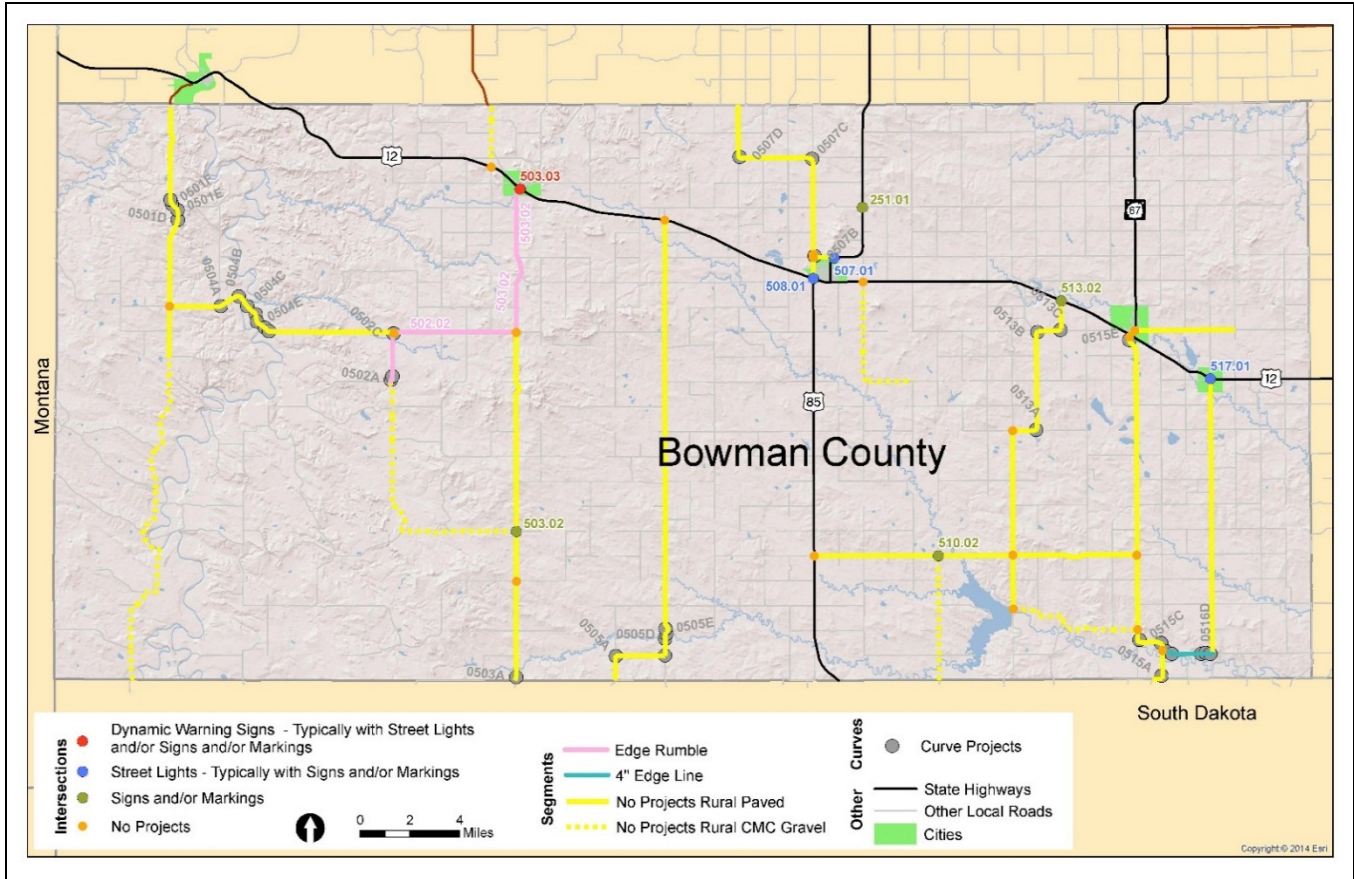 12
503.03
0507D
0507C
251.01
67
0501F
0501E
0501D
503.02
0507B
507.01
508.01
0504B
0504A
0504C
0504E
503.02
513.02
0513C
0513B
0515E
0502C
502.02
0502A
517.01
12
85
Montana
0513A
Bowman County
503.02
510.02
0505E
0505D
0505A
0515C
0516D
0515A
0503A
South Dakota
Intersections
Dynamic Warning Signs - Typically with Street Lights
and/or Signs and/or Markings
Street Lights - Typically with Signs and/or Markings
Signs and/or Markings
No Projects
0 2 4
Miles
Segments
Edge Rumble
4" Edge Line
No Projects Rural Paved
No Projects Rural CMC Gravel
Curves
Curve Projects
Other
State Highways
Other Local Roads
Cities
Copyright:© 2014 Esri